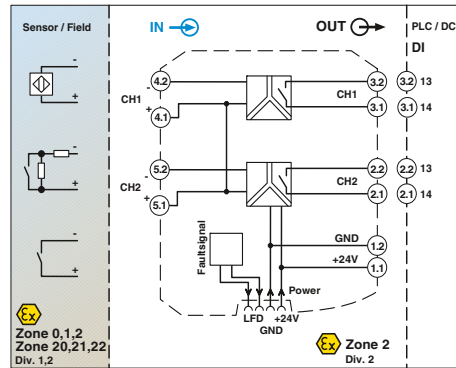 Sensor / Field
IN
OUT
PLC / DC
DI
-
+
-
+
-
+
4.2
-
CH1
+
4.1
3.2
CH1
3.1
3.2 13
3.1 14
5.2
-
CH2
+
5.1
2.2
CH2
2.1
2.2 13
2.1 14
Faultsignal
GND
1.2
+24V
1.1
Power
LFD
+24V
GND
Ex
Zone 0,1,2
Zone 20,21,22
Div. 1,2
Ex
Zone 2
Div. 2